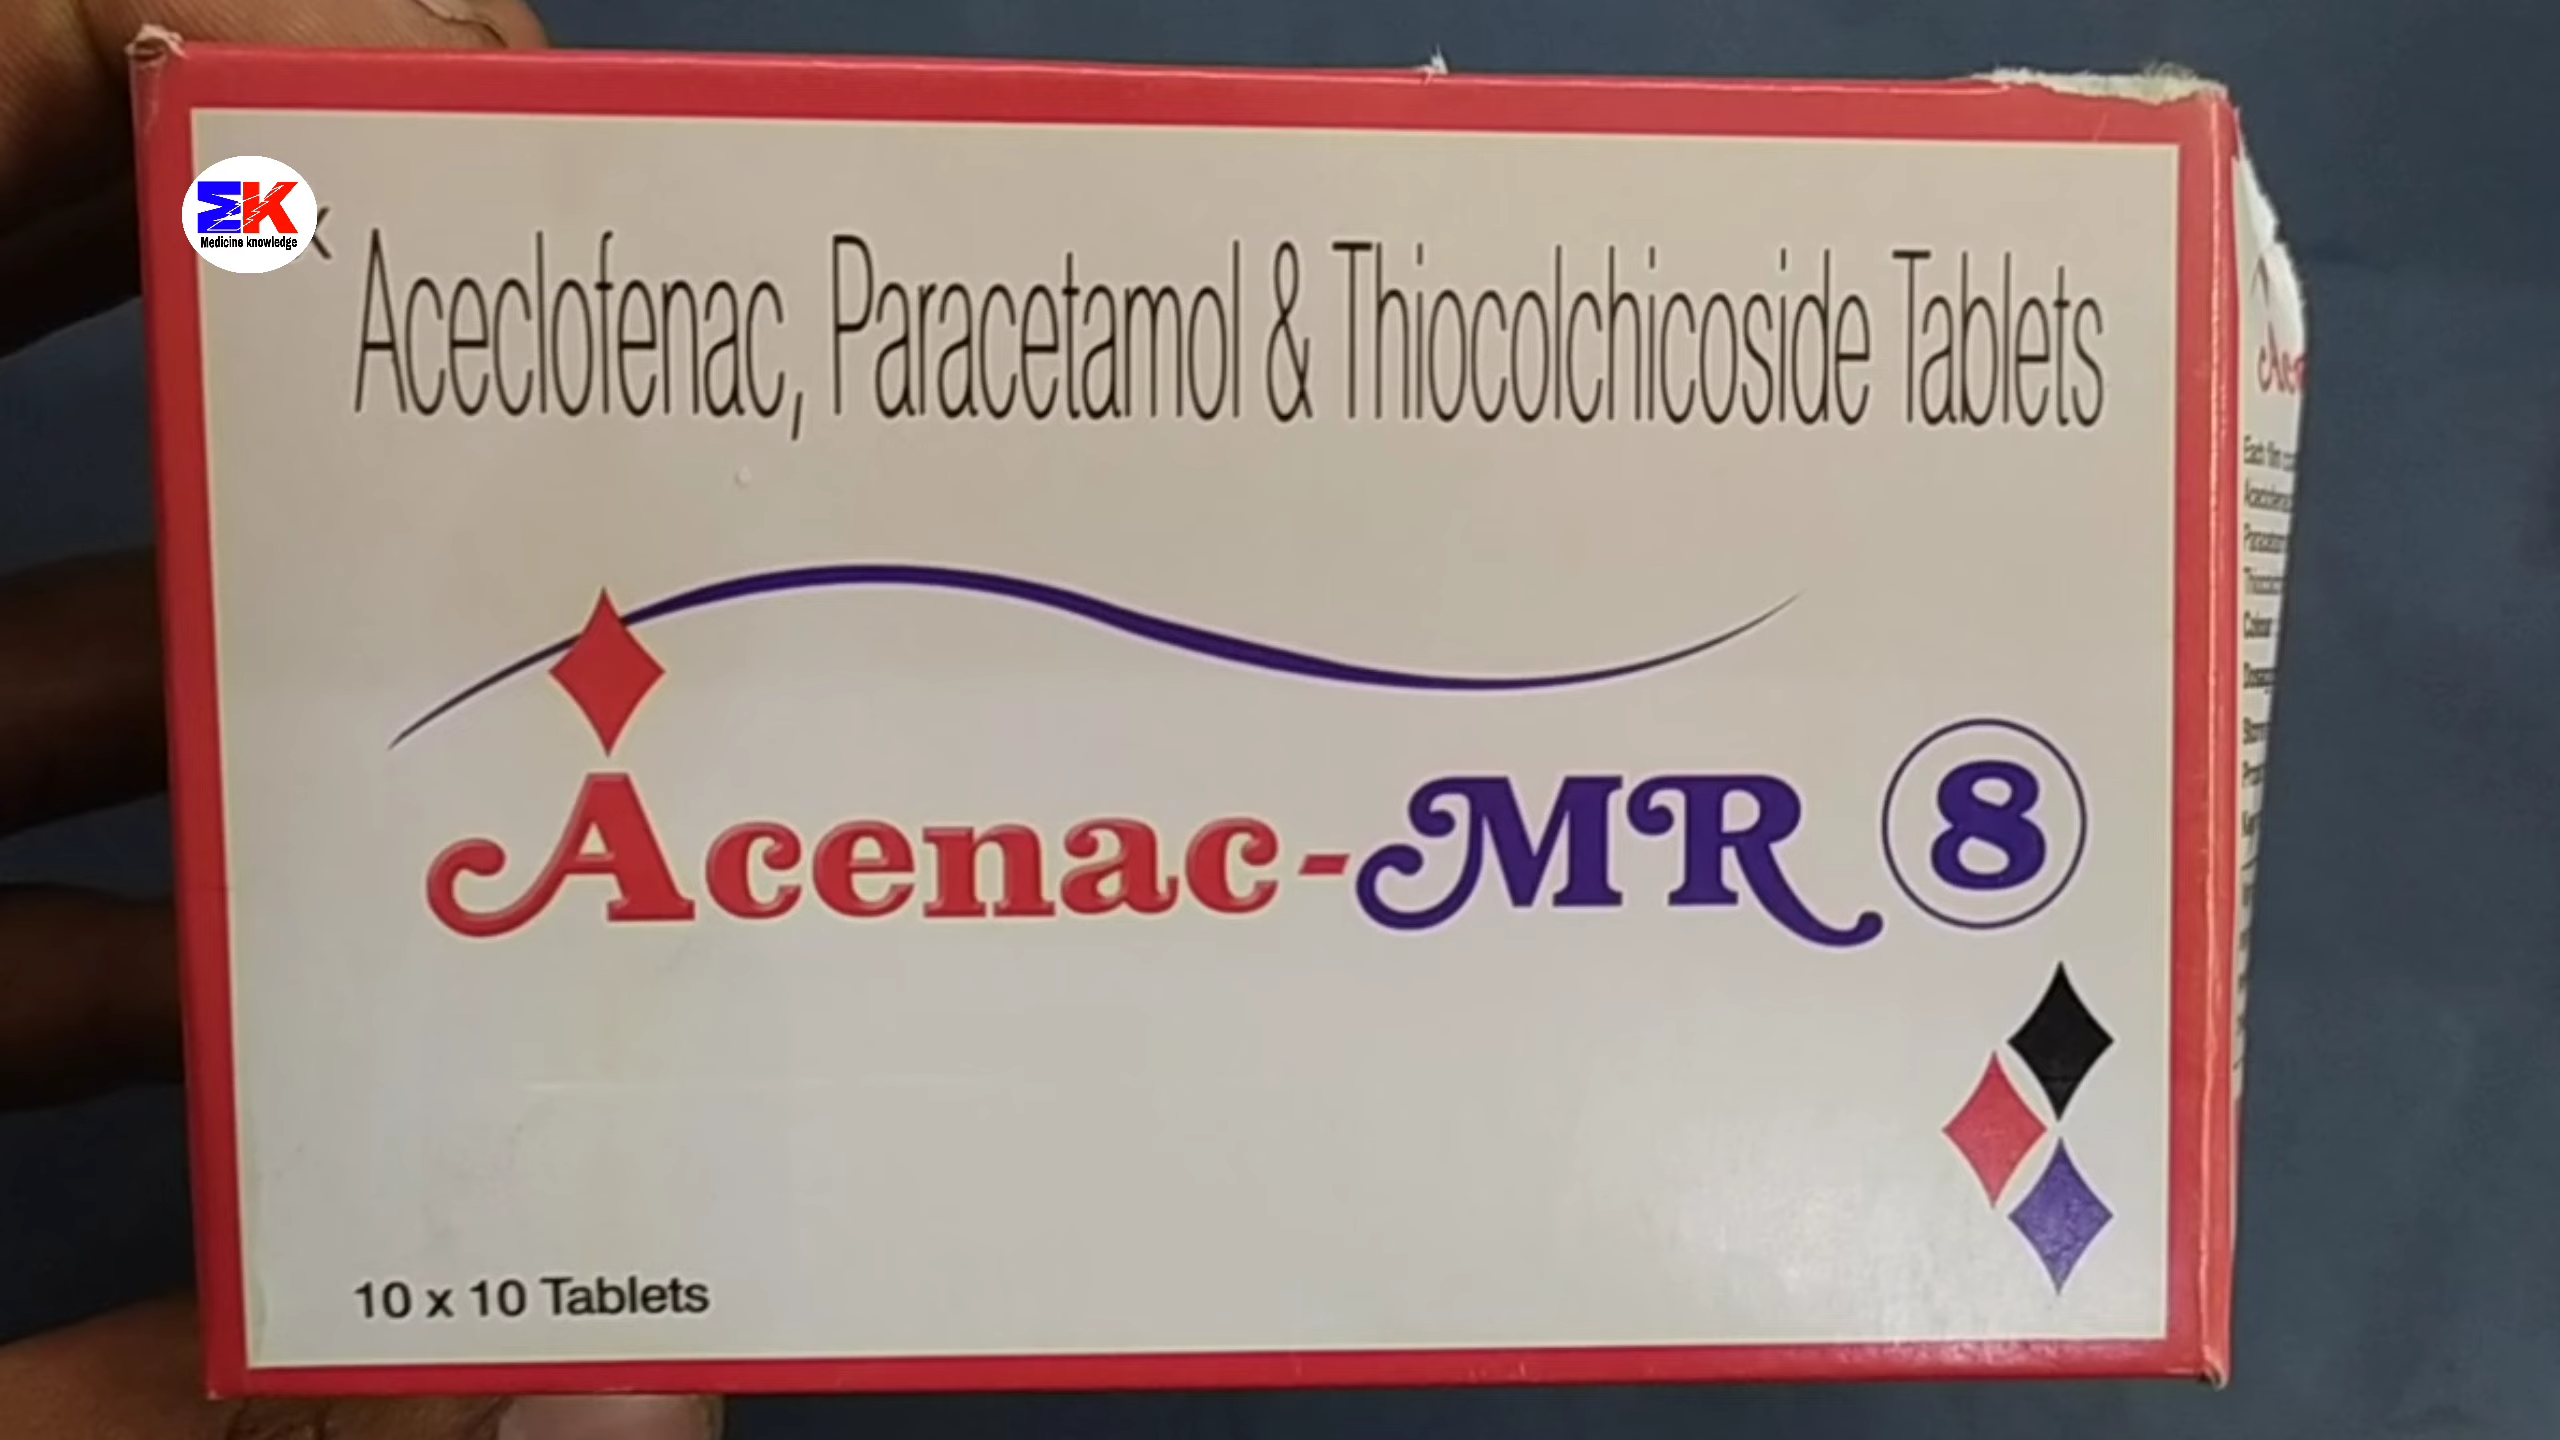 Medicine knowledge
Aceclofenac, Paracetamol & Thiocolchicoside Tablets
Acenac-MR 8
10 x 10 Tablets